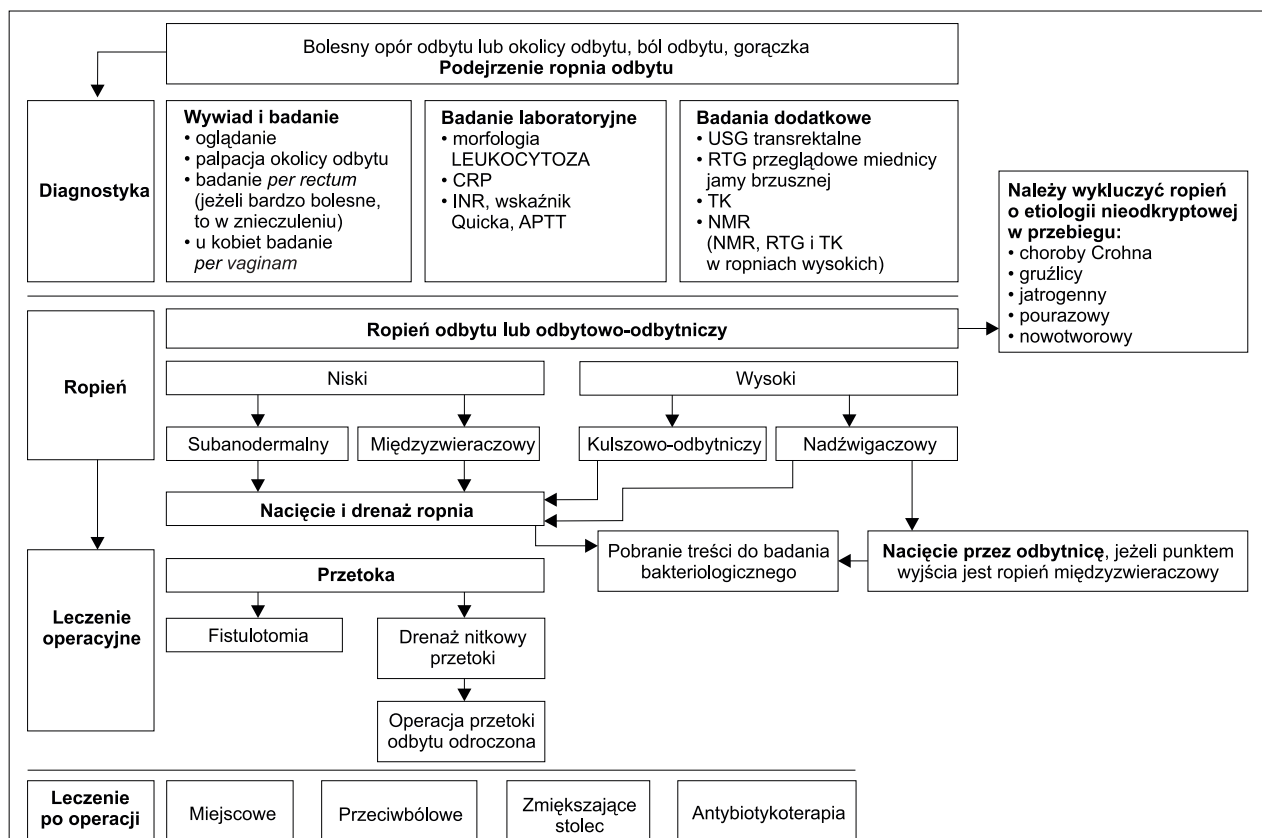 Bolesny opór odbytu lub okolicy odbytu, ból odbytu, gorączka
Podejrzenie ropnia odbytu
Diagnostyka
Wywiad i badanie
• oglądanie
• palpacja okolicy odbytu
• badanie per rectum
(jeżeli bardzo bolesne,
to w znieczuleniu)
• u kobiet badanie
per vaginam
Badanie laboratoryjne
• morfologia
LEUKOCYTOZA
• CRP
• INR, wskaźnik
Quicka, APTT
Badania dodatkowe
• USG transrektalne
• RTG przeglądowe miednicy
jamy brzusznej
• TK
• NMR
(NMR, RTG i TK
w ropniach wysokich)
Należy wykluczyć ropień
o etiologii nieodkryptowej
w przebiegu:
• choroby Crohna
• gruźlicy
• jatrogenny
• pourazowy
• nowotworowy
Ropień
Ropień odbytu lub odbytowo-odbytniczy
Niski
Wysoki
Subanodermalny
Międzyzwieraczowy
Kulszowo-odbytniczy
Nadźwigaczowy
Nacięcie i drenaż ropnia
Pobranie treści do badania
bakteriologicznego
Nacięcie przez odbytnicę, jeżeli punktem
wyjścia jest ropień międzyzwieraczowy
Leczenie
operacyjne
Przetoka
Fistulotomia
Drenaż nitkowy
przetoki
Operacja przetoki
odbytu odroczona
Leczenie
po operacji
Miejscowe
Przeciwbólowe
Zmiększające
stolec
Antybiotykoterapia